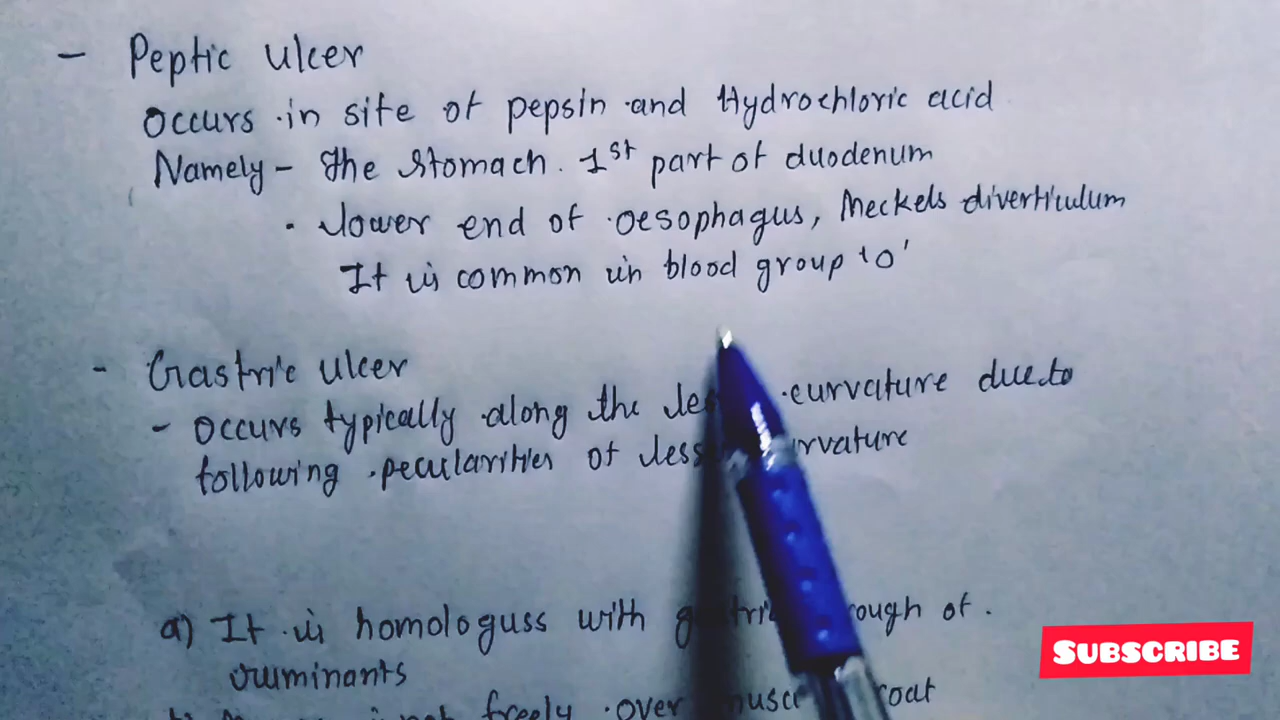 - Peptic ulcer
Occurs in site of pepsin and Hydrochloric acid
Namely - the stomach. 1st part of duodenum
. lower end of oesophagus, Meckels diverticulum
It is common in blood group 'o'
- Gastric ulcer
- occurs typically along the curvature due to
following pecularities of
a) It is homologuss with of.
ruminants
freely over coat
SUBSCRIBE